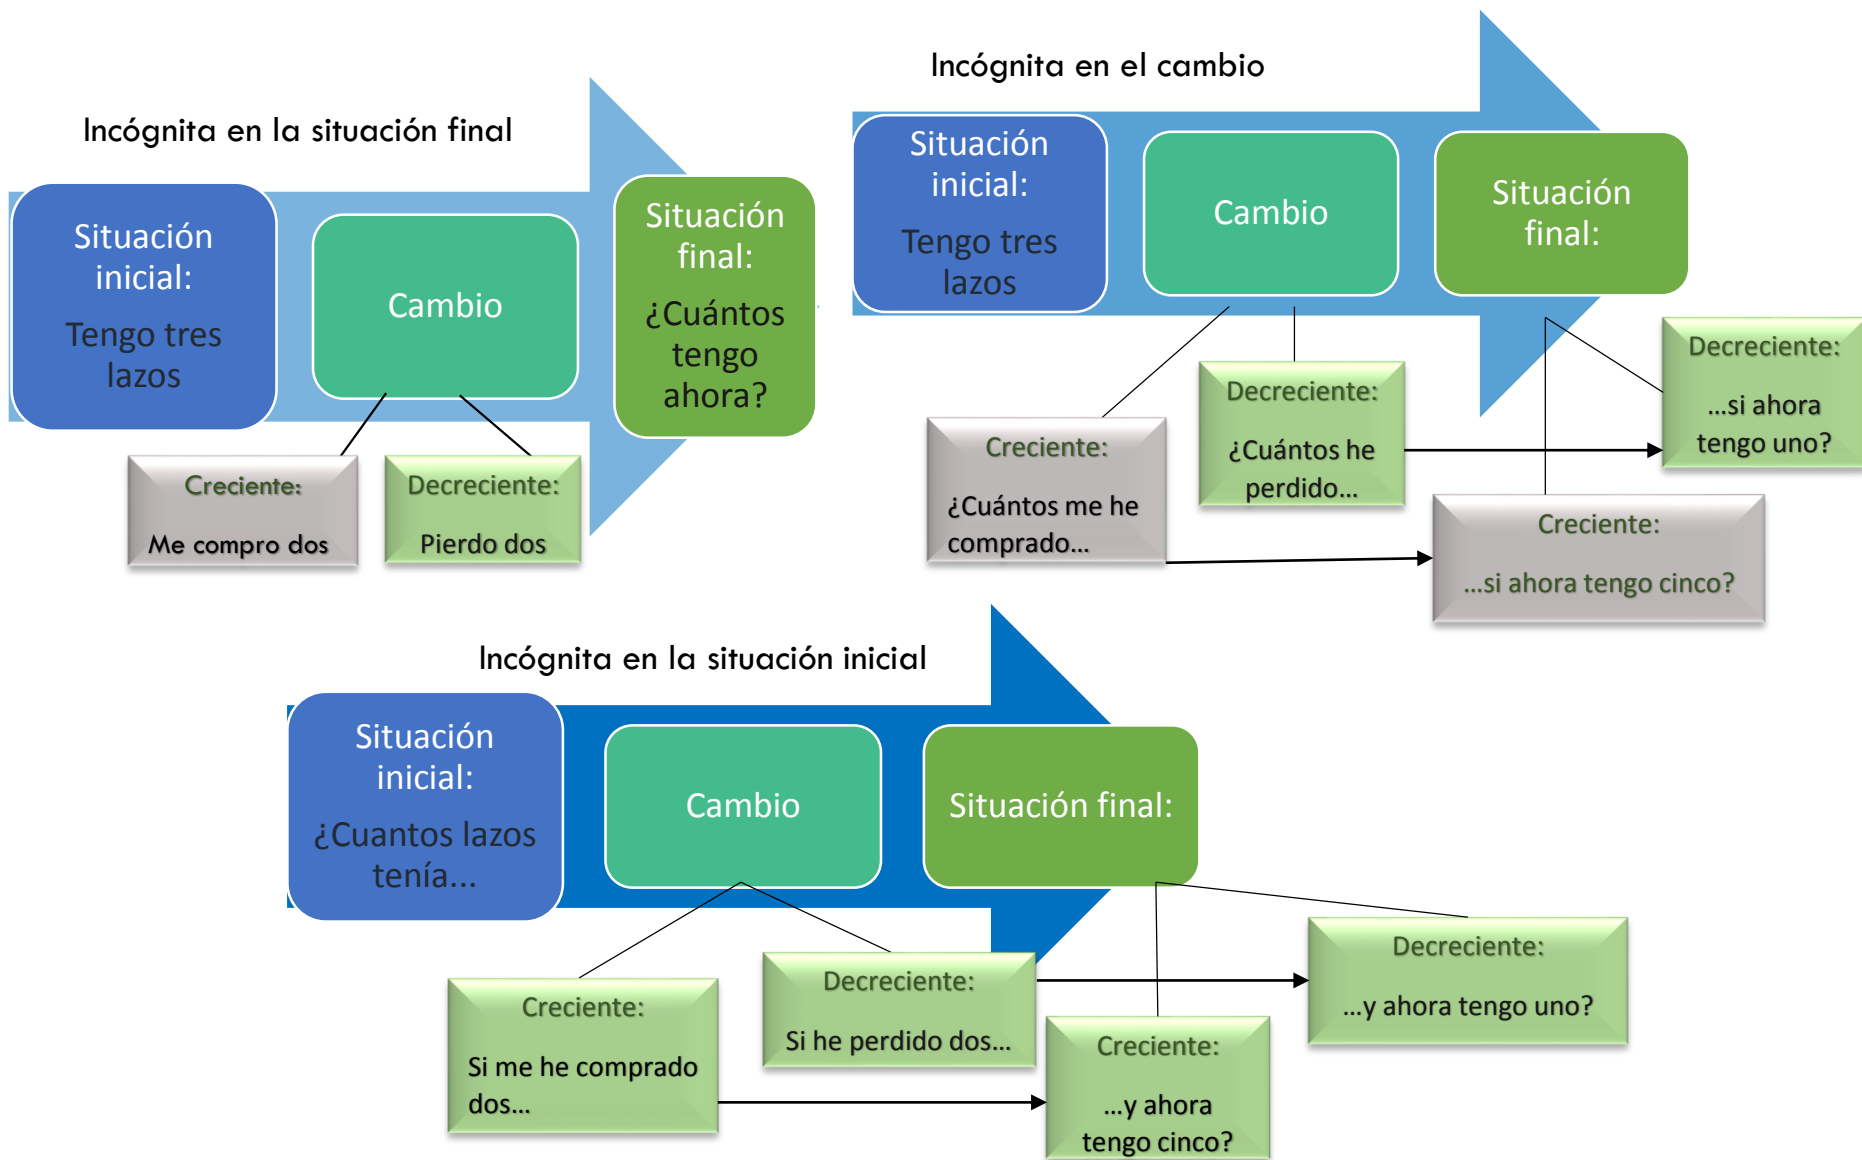 Incógnita en la situación final
Situación
inicial:
Tengo tres
lazos
Cambio
Situación
final:
¿Cuántos
tengo
ahora?
Creciente:
Me compro dos
Decreciente:
Pierdo dos
Incógnita en el cambio
Situación
inicial:
Tengo tres
lazos
Cambio
Situación
final:
Creciente:
¿Cuántos me he
comprado...
Decreciente:
¿Cuántos he
perdido...
Decreciente:
...si ahora
tengo uno?
Creciente:
...si ahora tengo cinco?
Incógnita en la situación inicial
Situación
inicial:
¿Cuantos lazos
tenía...
Cambio
Situación final:
Creciente:
Si me he comprado
dos...
Decreciente:
Si he perdido dos...
Creciente:
...y ahora
tengo cinco?
Decreciente:
...y ahora tengo uno?